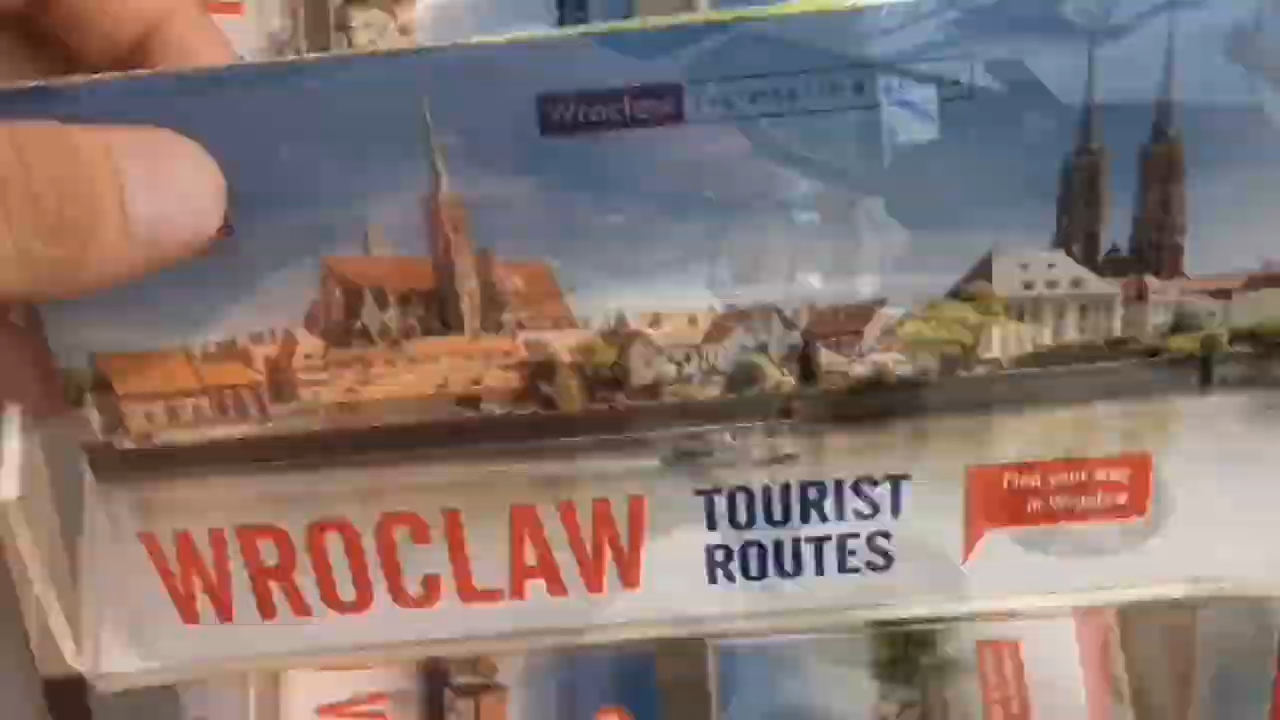 Wrocław
WROCLAW
TOURIST
ROUTES
Find your way
in Wrocław